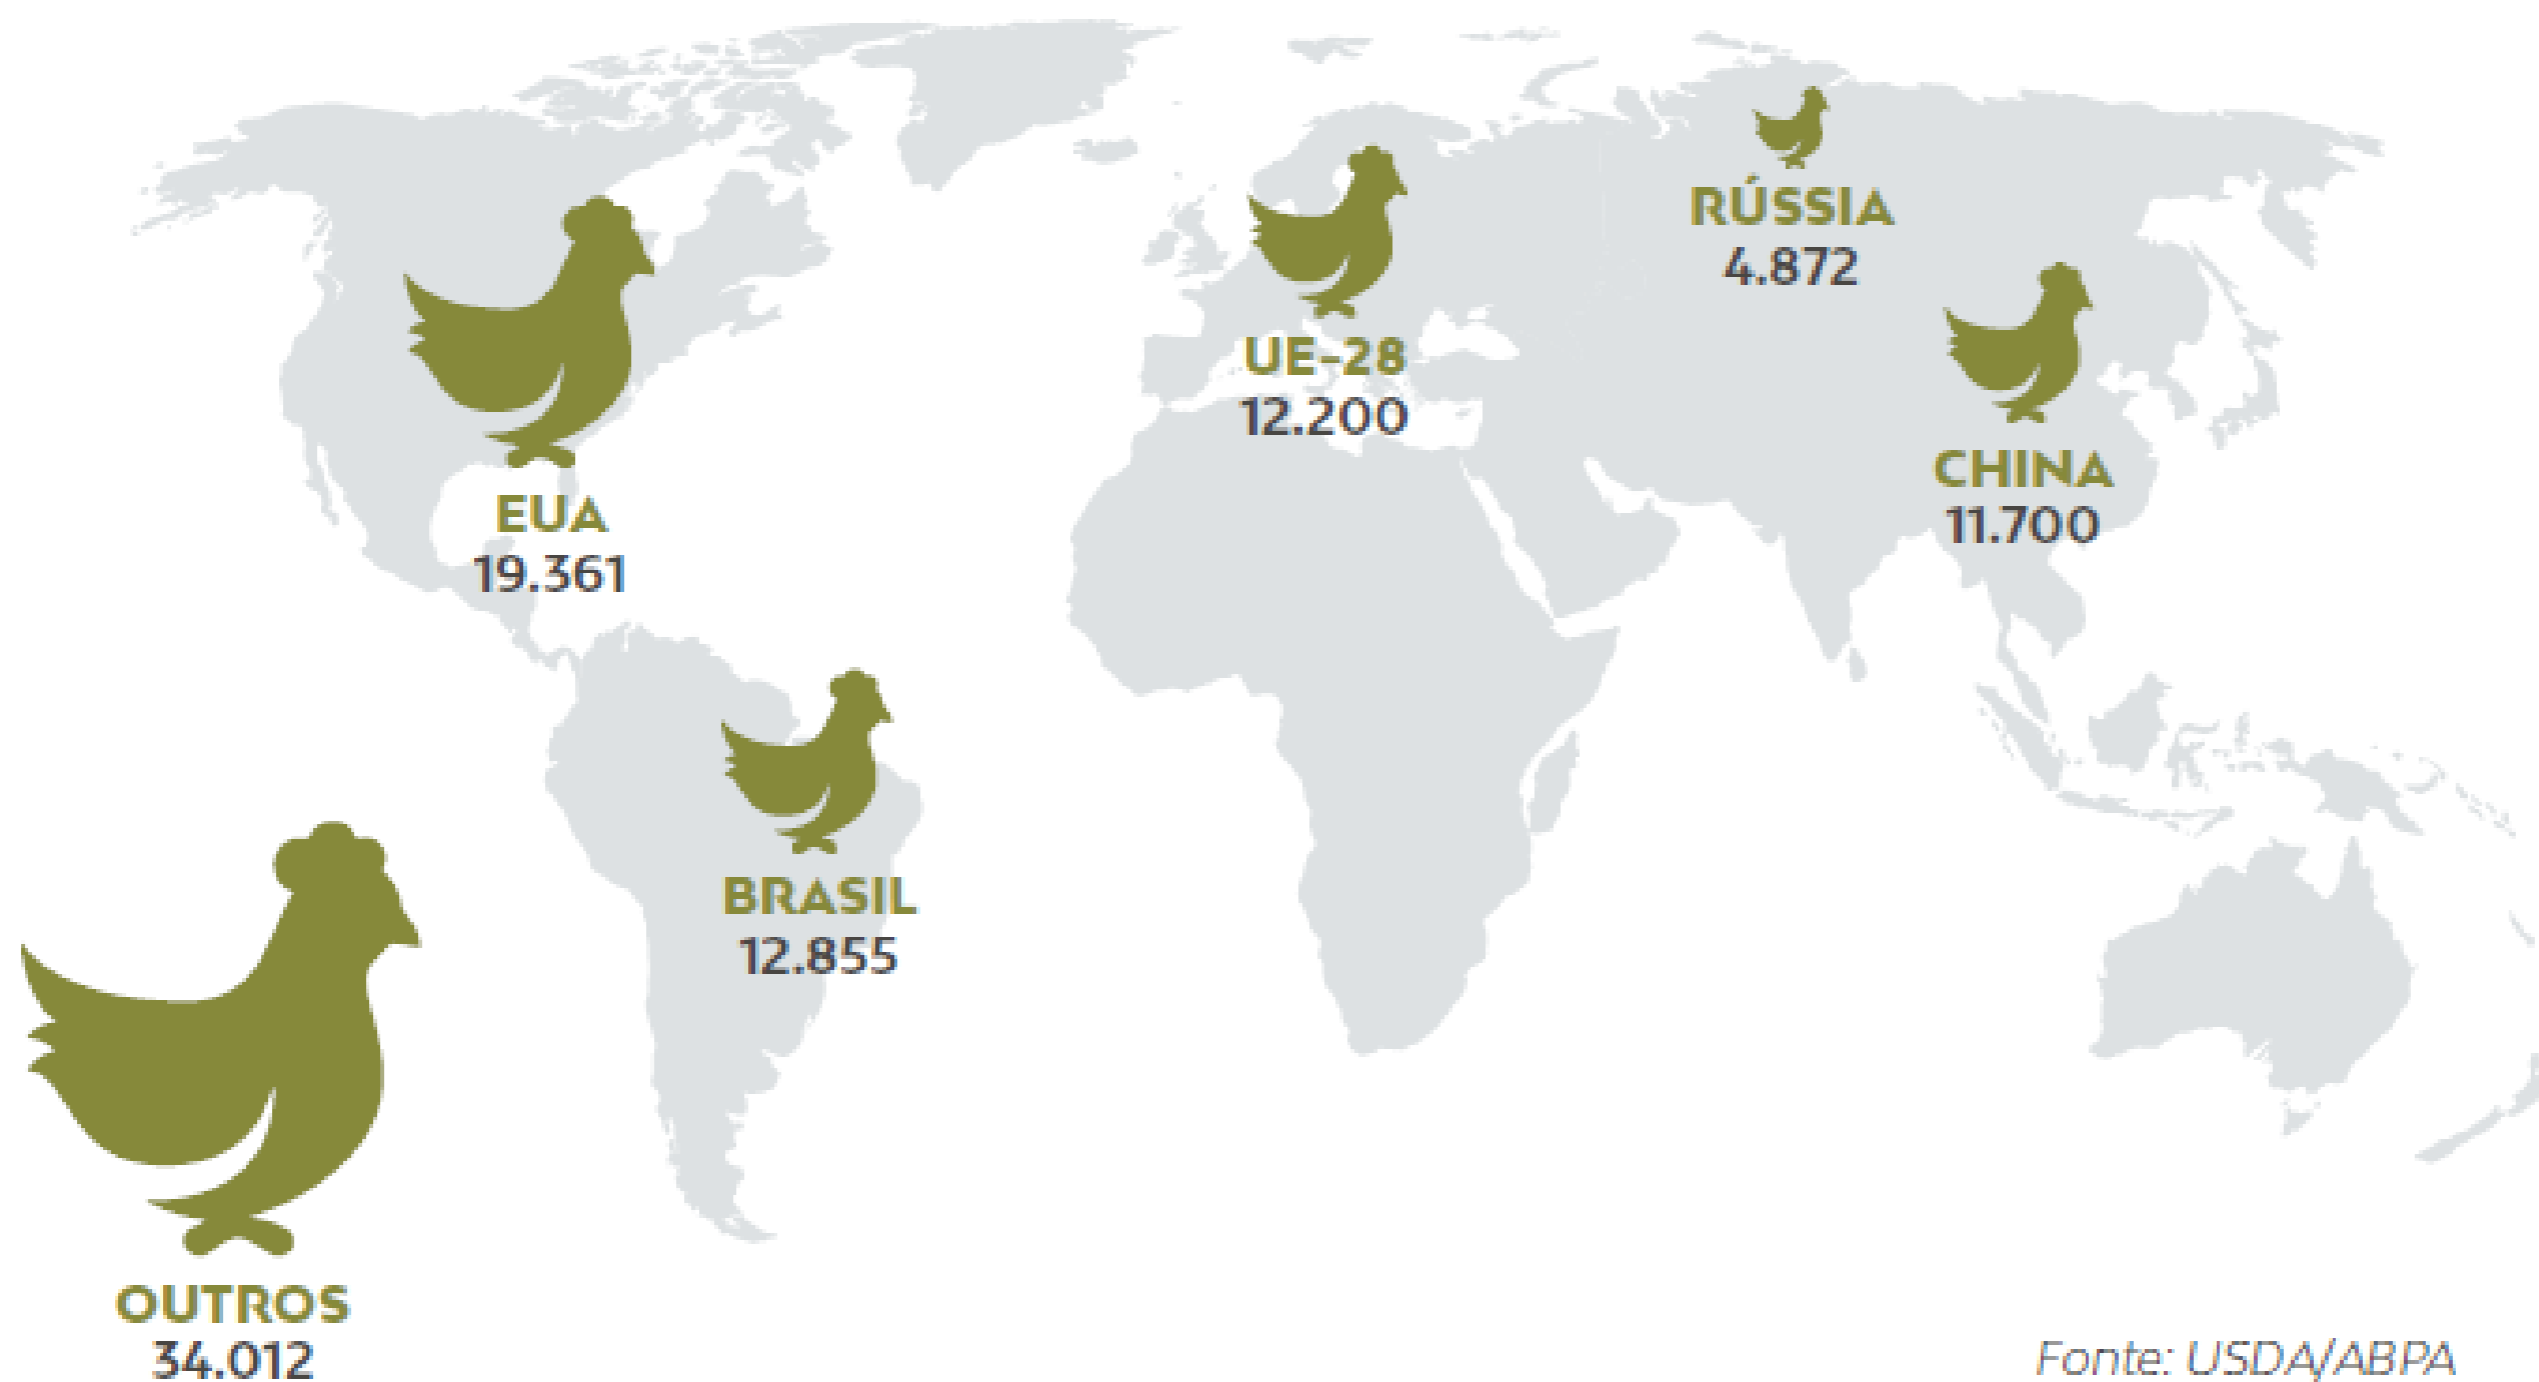 RÚSSIA
4.872
UE-28
12.200
CHINA
11.700
EUA
19.361
BRASIL
12.855
OUTROS
34.012
Fonte: USDA/ABPA